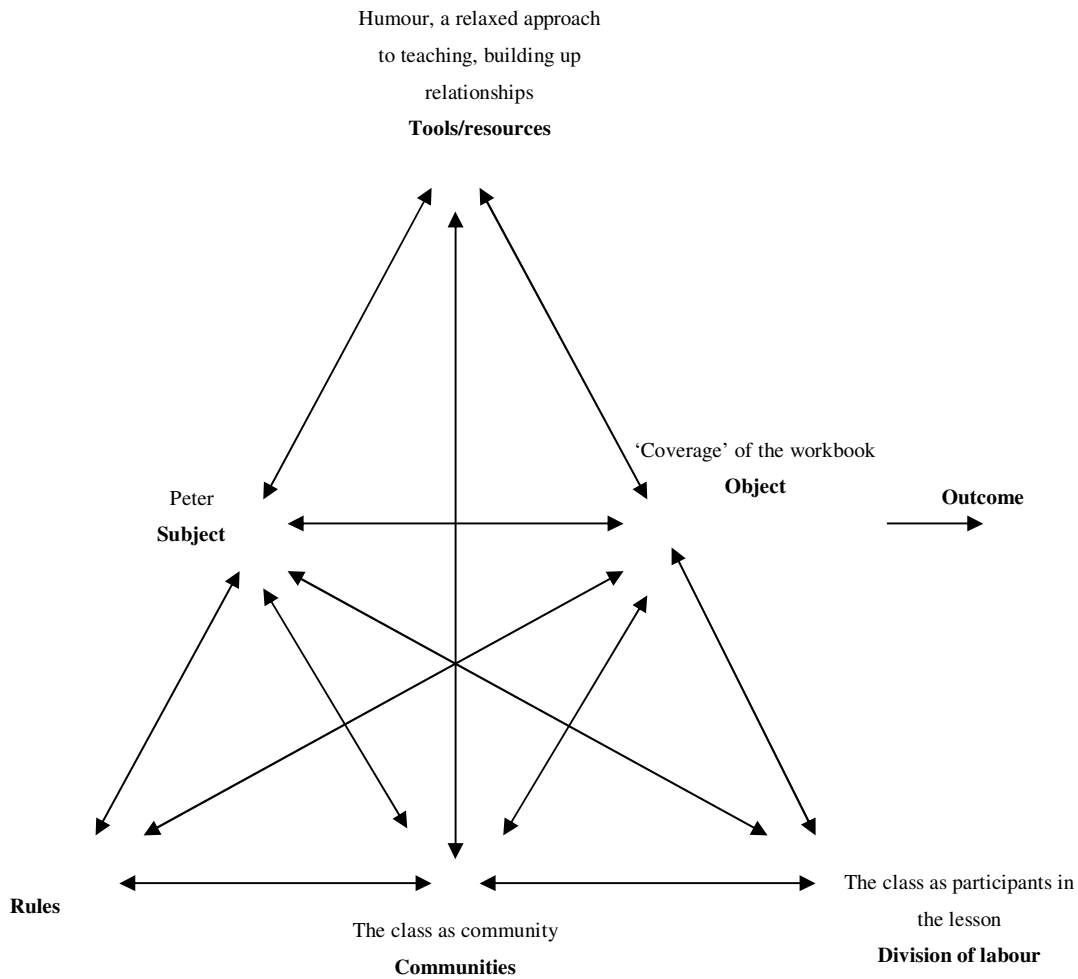 Humour, a relaxed approach
to teaching, building up
relationships
Tools/resources
‘Coverage’ of the workbook
Object
Outcome
Peter
Subject
Rules
The class as community
Communities
The class as participants in
the lesson
Division of labour